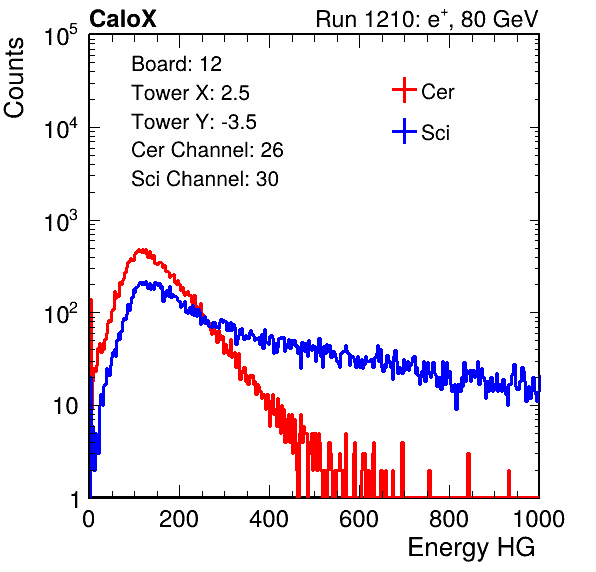 CaloX Run 1210: e⁺, 80 GeV
Counts
10⁵
10⁴
10³
10²
10
1
Board: 12
Tower X: 2.5
Tower Y: -3.5
Cer Channel: 26
Sci Channel: 30
Cer
Sci
0 200 400 600 800 1000
Energy HG